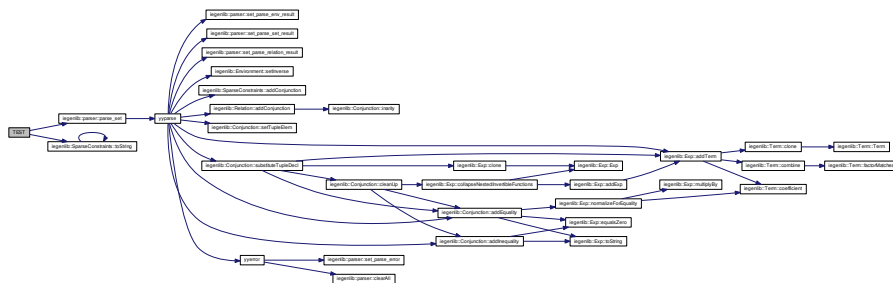 iegenlib::parser::set_parse_env_result
iegenlib::parser::set_parse_set_result
iegenlib::parser::set_parse_relation_result
iegenlib::Environment::setInverse
iegenlib::SparseConstraints::addConjunction
iegenlib::Relation::addConjunction
iegenlib::Conjunction::inarity
iegenlib::parser::parse_set
yyparse
iegenlib::Conjunction::setTupleElem
TEST
iegenlib::SparseConstraints::toString
iegenlib::Term::clone
iegenlib::Term::Term
iegenlib::Exp::addTerm
iegenlib::Conjunction::substituteTupleDecl
iegenlib::Exp::clone
iegenlib::Exp::Exp
iegenlib::Term::combine
iegenlib::Term::factorMatches
iegenlib::Conjunction::cleanUp
iegenlib::Exp::collapseNestedInvertibleFunctions
iegenlib::Exp::addExp
iegenlib::Exp::multiplyBy
iegenlib::Term::coefficient
iegenlib::Exp::normalizeForEquality
iegenlib::Conjunction::addEquality
iegenlib::Exp::equalsZero
iegenlib::Conjunction::addInequality
iegenlib::Exp::toString
yyerror
iegenlib::parser::set_parse_error
iegenlib::parser::clearAll